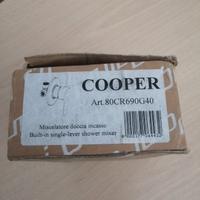 COOPER
Art.80CR690G40
Miscelatore doccia incasso
Built-in single-lever shower mixer